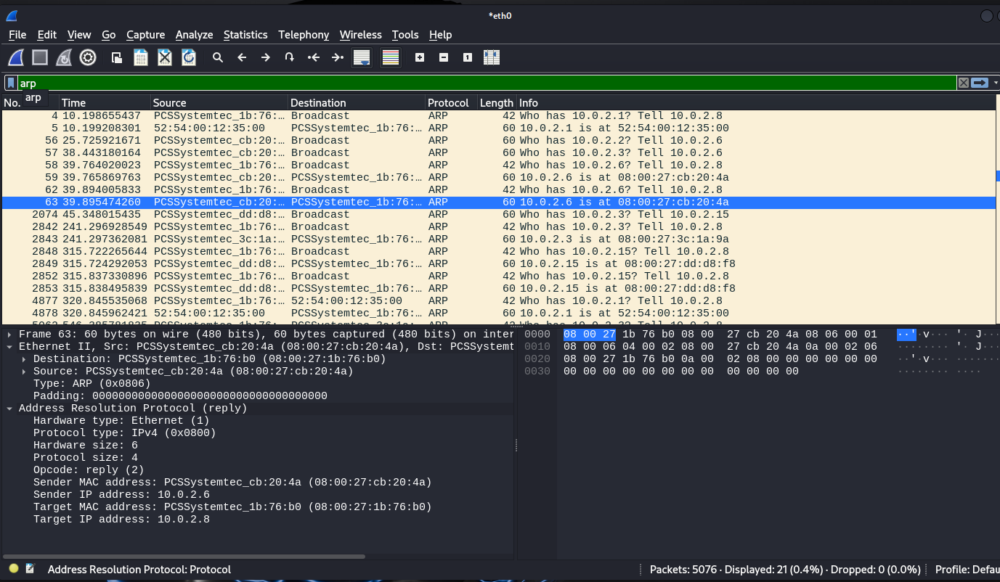 *eth0
File Edit View Go Capture Analyze Statistics Telephony Wireless Tools Help
arp
arp
No. Time Source Destination Protocol Length Info
4 10.198655437 PCSSystemtec_1b:76:… Broadcast ARP 42 Who has 10.0.2.1? Tell 10.0.2.8
5 10.199208301 52:54:00:12:35:00 PCSSystemtec_1b:76:… ARP 60 10.0.2.1 is at 52:54:00:12:35:00
56 25.725921671 PCSSystemtec_cb:20:… Broadcast ARP 60 Who has 10.0.2.2? Tell 10.0.2.6
57 38.443180164 PCSSystemtec_cb:20:… Broadcast ARP 60 Who has 10.0.2.3? Tell 10.0.2.6
58 39.764020023 PCSSystemtec_1b:76:… Broadcast ARP 42 Who has 10.0.2.6? Tell 10.0.2.8
59 39.765869763 PCSSystemtec_cb:20:… PCSSystemtec_1b:76:… ARP 60 10.0.2.6 is at 08:00:27:cb:20:4a
62 39.894005833 PCSSystemtec_1b:76:… Broadcast ARP 42 Who has 10.0.2.6? Tell 10.0.2.8
63 39.895474260 PCSSystemtec_cb:20:… PCSSystemtec_1b:76:… ARP 60 10.0.2.6 is at 08:00:27:cb:20:4a
2074 45.348015435 PCSSystemtec_dd:d8:… Broadcast ARP 60 Who has 10.0.2.3? Tell 10.0.2.15
2842 241.296928549 PCSSystemtec_1b:76:… Broadcast ARP 42 Who has 10.0.2.3? Tell 10.0.2.8
2843 241.297362081 PCSSystemtec_3c:1a:… PCSSystemtec_1b:76:… ARP 60 10.0.2.3 is at 08:00:27:3c:1a:9a
2848 315.722265644 PCSSystemtec_1b:76:… Broadcast ARP 42 Who has 10.0.2.15? Tell 10.0.2.8
2849 315.724292053 PCSSystemtec_dd:d8:… PCSSystemtec_1b:76:… ARP 60 10.0.2.15 is at 08:00:27:dd:d8:f8
2852 315.837330896 PCSSystemtec_1b:76:… Broadcast ARP 42 Who has 10.0.2.15? Tell 10.0.2.8
2853 315.838495839 PCSSystemtec_dd:d8:… PCSSystemtec_1b:76:… ARP 60 10.0.2.15 is at 08:00:27:dd:d8:f8
4877 320.845535068 PCSSystemtec_1b:76:… 52:54:00:12:35:00 ARP 42 Who has 10.0.2.1? Tell 10.0.2.8
4878 320.845962421 52:54:00:12:35:00 PCSSystemtec_1b:76:… ARP 60 10.0.2.1 is at 52:54:00:12:35:00
Frame 63: 60 bytes on wire (480 bits), 60 bytes captured (480 bits) on inter
Ethernet II, Src: PCSSystemtec_cb:20:4a (08:00:27:cb:20:4a), Dst: PCSSystemt
Destination: PCSSystemtec_1b:76:b0 (08:00:27:1b:76:b0)
Source: PCSSystemtec_cb:20:4a (08:00:27:cb:20:4a)
Type: ARP (0x0806)
Padding: 000000000000000000000000000000000000
Address Resolution Protocol (reply)
Hardware type: Ethernet (1)
Protocol type: IPv4 (0x0800)
Hardware size: 6
Protocol size: 4
Opcode: reply (2)
Sender MAC address: PCSSystemtec_cb:20:4a (08:00:27:cb:20:4a)
Sender IP address: 10.0.2.6
Target MAC address: PCSSystemtec_1b:76:b0 (08:00:27:1b:76:b0)
Target IP address: 10.0.2.8
0000 08 00 27 1b 76 b0 08 00 27 cb 20 4a 08 06 00 01 ··'·v··· '· J····
0010 08 00 06 04 00 02 08 00 27 cb 20 4a 0a 00 02 06 ········ '· J····
0020 08 00 27 1b 76 b0 0a 00 02 08 00 00 00 00 00 00 ··'·v··· ········
0030 00 00 00 00 00 00 00 00 00 00 00 00 ········ ····
Address Resolution Protocol: Protocol
Packets: 5076 · Displayed: 21 (0.4%) · Dropped: 0 (0.0%)
Profile: Defau